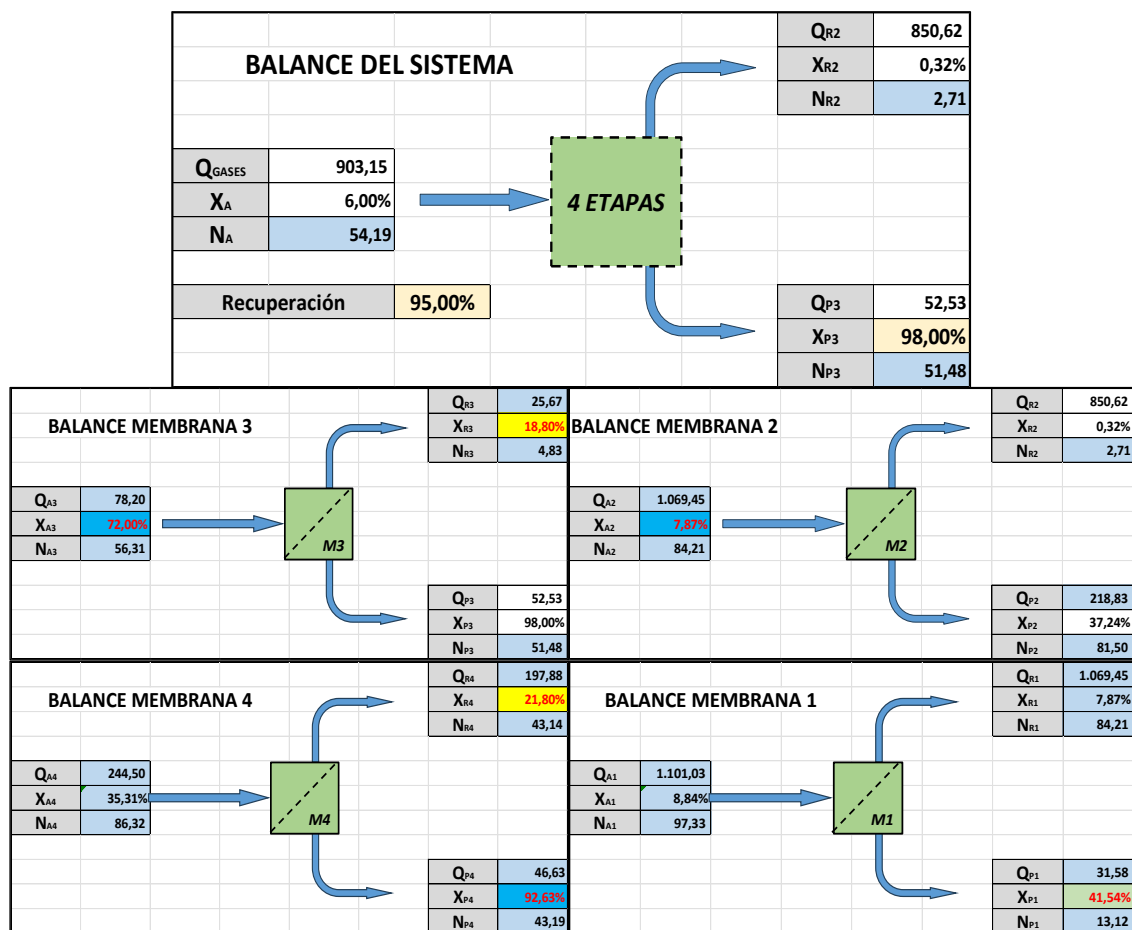 BALANCE DEL SISTEMA
QR2 850,62
XR2 0,32%
NR2 2,71
QGASES 903,15
XA 6,00%
NA 54,19
4 ETAPAS
Recuperación 95,00%
QP3 52,53
XP3 98,00%
NP3 51,48
BALANCE MEMBRANA 3
QR3 25,67
XR3 18,80%
NR3 4,83
QA3 78,20
XA3 72,00%
NA3 56,31
M3
QP3 52,53
XP3 98,00%
NP3 51,48
BALANCE MEMBRANA 2
QR2 850,62
XR2 0,32%
NR2 2,71
QA2 1.069,45
XA2 7,87%
NA2 84,21
M2
QP2 218,83
XP2 37,24%
NP2 81,50
BALANCE MEMBRANA 4
QR4 197,88
XR4 21,80%
NR4 43,14
QA4 244,50
XA4 35,31%
NA4 86,32
M4
QP4 46,63
XP4 92,63%
NP4 43,19
BALANCE MEMBRANA 1
QR1 1.069,45
XR1 7,87%
NR1 84,21
QA1 1.101,03
XA1 8,84%
NA1 97,33
M1
QP1 31,58
XP1 41,54%
NP1 13,12